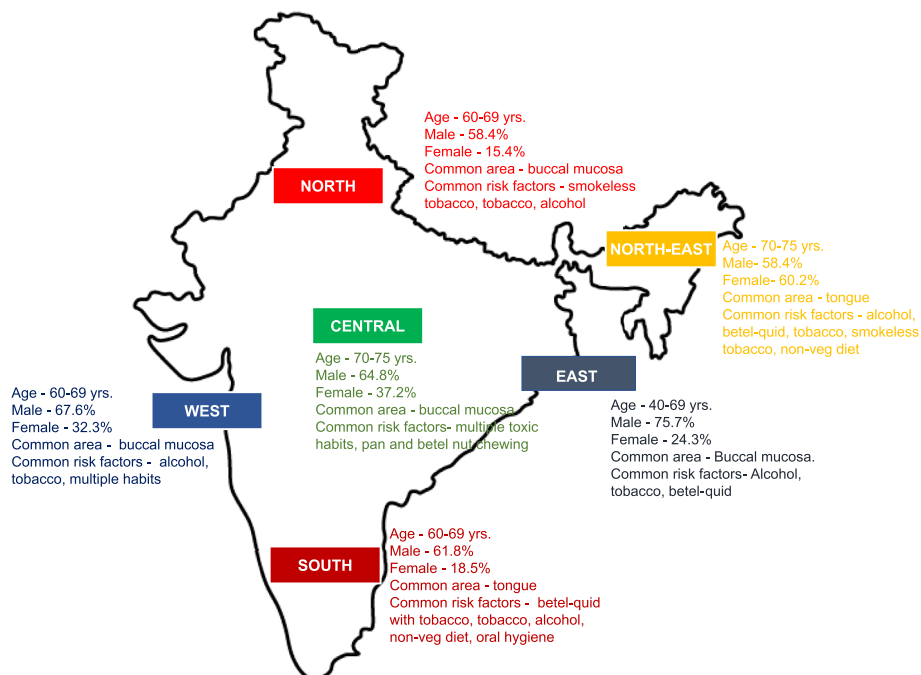 NORTH
Age - 60-69 yrs.
Male - 58.4%
Female - 15.4%
Common area - buccal mucosa
Common risk factors - smokeless
tobacco, tobacco, alcohol
NORTH-EAST
Age - 70-75 yrs.
Male- 58.4%
Female- 60.2%
Common area - tongue
Common risk factors - alcohol,
betel-quid, tobacco, smokeless
tobacco, non-veg diet
CENTRAL
Age - 70-75 yrs.
Male - 64.8%
Female - 37.2%
Common area - buccal mucosa
Common risk factors- multiple toxic
habits, pan and betel nut chewing
EAST
Age - 40-69 yrs.
Male - 75.7%
Female - 24.3%
Common area - Buccal mucosa.
Common risk factors- Alcohol,
tobacco, betel-quid
WEST
Age - 60-69 yrs.
Male - 67.6%
Female - 32.3%
Common area -  buccal mucosa
Common risk factors -  alcohol,
tobacco, multiple habits
SOUTH
Age - 60-69 yrs.
Male - 61.8%
Female - 18.5%
Common area - tongue
Common risk factors -  betel-quid
with tobacco, tobacco, alcohol,
non-veg diet, oral hygiene